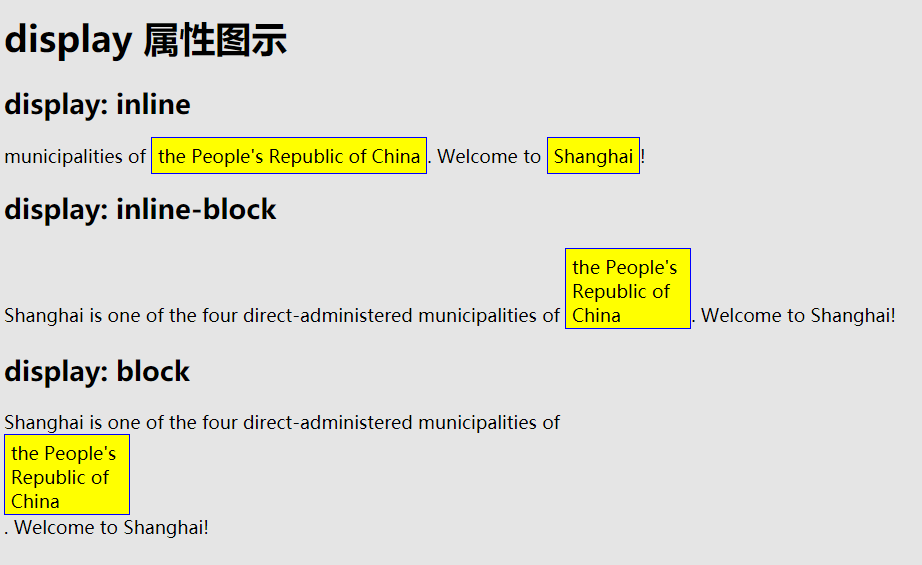 display 属性图示
display: inline
municipalities of the People's Republic of China. Welcome to Shanghai!
display: inline-block
the People's
Republic of
Shanghai is one of the four direct-administered municipalities of China. Welcome to Shanghai!
display: block
Shanghai is one of the four direct-administered municipalities of
the People's
Republic of
China
. Welcome to Shanghai!